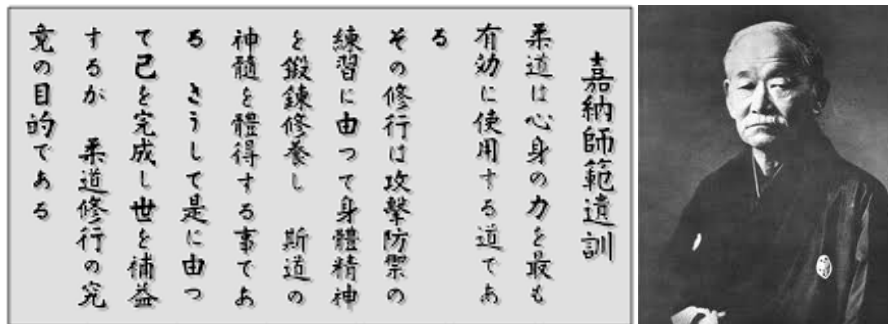 嘉納師範遺訓
柔道は心身の力を最も
有効に使用する道であ
る
その修行は攻撃防禦の
練習に由つて身體精神
を鍛錬修養し 斯道の
神髄を體得する事であ
る さうして是に由つ
て己を完成し世を補益
するが 柔道修行の究
竟の目的である